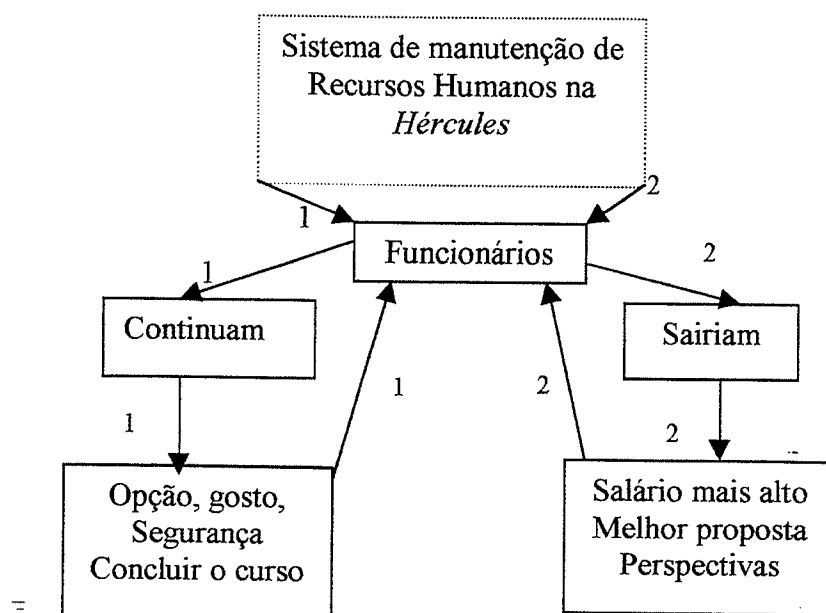 Sistema de manutenção de
Recursos Humanos na
Hércules
1
2
Funcionários
1
2
Continuam
Sairiam
1
1
2
2
Opção, gosto,
Segurança
Concluir o curso
Salário mais alto
Melhor proposta
Perspectivas